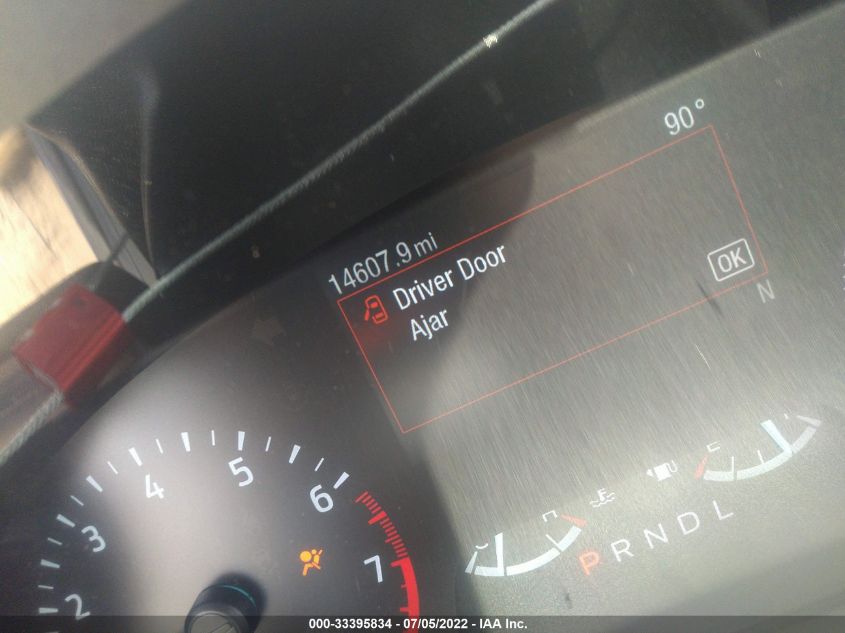 90°
14607.9 mi
Driver Door
Ajar
OK
N
5
4
6
3
7
2
PRNDL
000-33395834 - 07/05/2022 - IAA Inc.